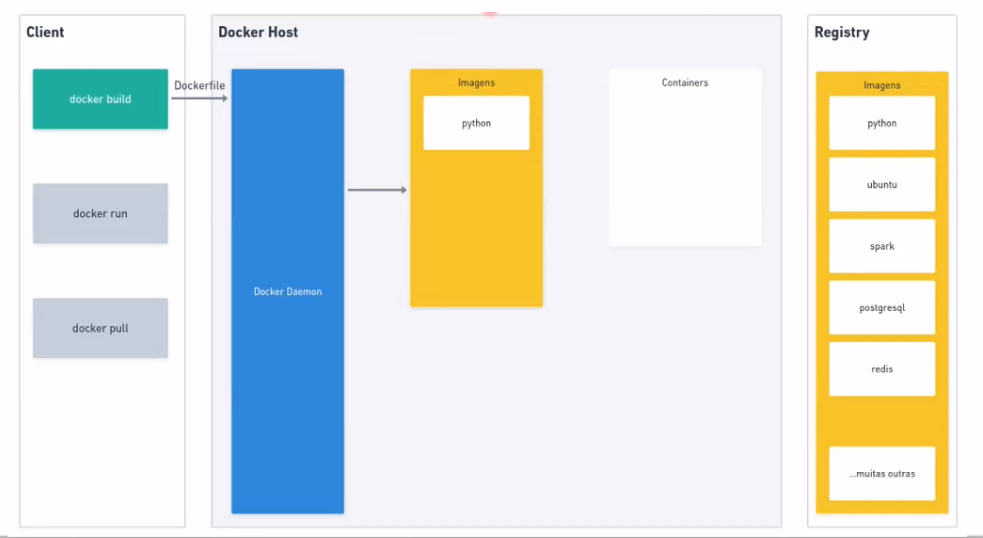 Client
docker build
docker run
docker pull
Dockerfile
Docker Host
Docker Daemon
Imagens
python
Containers
Registry
Imagens
python
ubuntu
spark
postgresql
redis
...muitas outras